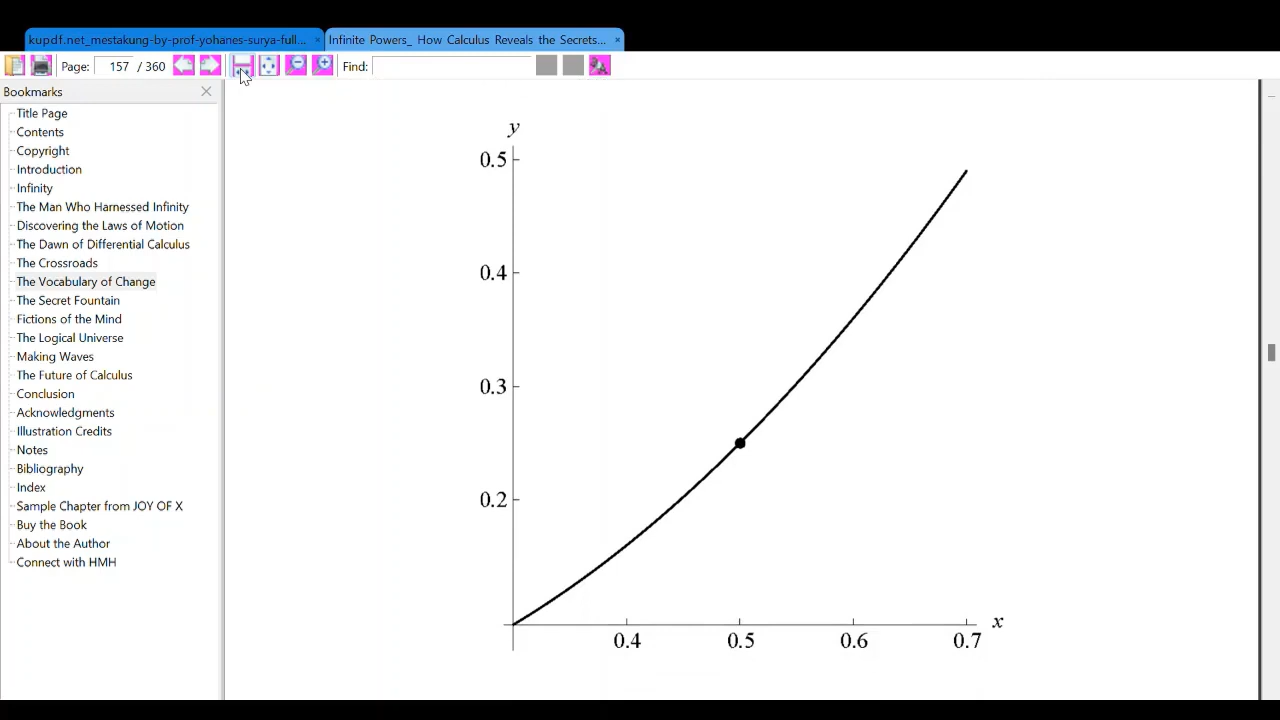 kupdf.net_mestakung-by-prof-yohanes-surya-full... × Infinite Powers_ How Calculus Reveals the Secrets... ×
Page: 157 / 360 Find:
Bookmarks
Title Page
Contents
Copyright
Introduction
Infinity
The Man Who Harnessed Infinity
Discovering the Laws of Motion
The Dawn of Differential Calculus
The Crossroads
The Vocabulary of Change
The Secret Fountain
Fictions of the Mind
The Logical Universe
Making Waves
The Future of Calculus
Conclusion
Acknowledgments
Illustration Credits
Notes
Bibliography
Index
Sample Chapter from JOY OF X
Buy the Book
About the Author
Connect with HMH
y
0.5
0.4
0.3
0.2
x
0.4 0.5 0.6 0.7